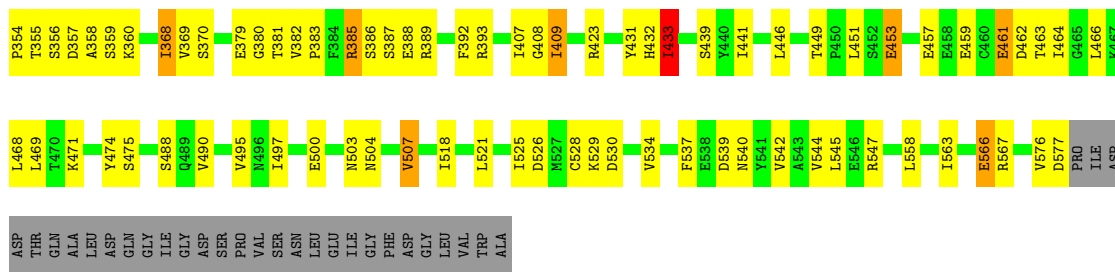 P354 T355 S356 D357 A358 S359 K360 I368 V369 S370 E379 G380 T381 V382 P383 F384 R385 S386 S387 E388 R389 F392 R393 I407 G408 I409 R423 Y431 H432 I433 S439 Y440 I441 L446 T449 P450 L451 S452 E453 E457 E458 E459 C460 E461 D462 T463 I464 G465 L466 K467
L468 L469 T470 K471 Y474 S475 S488 Q489 V490 V495 N496 I497 E500 N503 N504 V507 I518 L521 I525 D526 M527 C528 K529 D530 V534 F537 E538 D539 N540 Y541 V542 A543 V544 L545 E546 R547 L558 I563 E566 R567 V576 D577 PRO ILE ASP
ASP THR GLN ALA LEU ASP GLN GLY ILE GLY ASP SER PRO VAL SER ASN LEU GLU ILE GLY PHE ASP GLY LEU VAL TRP ALA